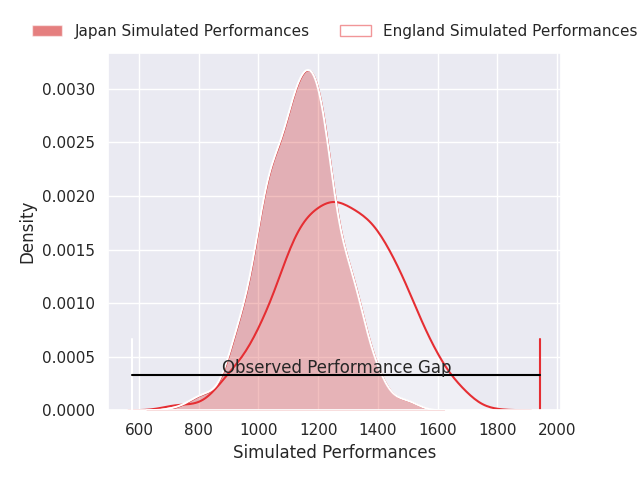 Japan Simulated Performances England Simulated Performances
0.0030
0.0025
0.0020
0.0015
0.0010
0.0005
0.0000
Density
Observed Performance Gap
600 800 1000 1200 1400 1600 1800 2000
Simulated Performances